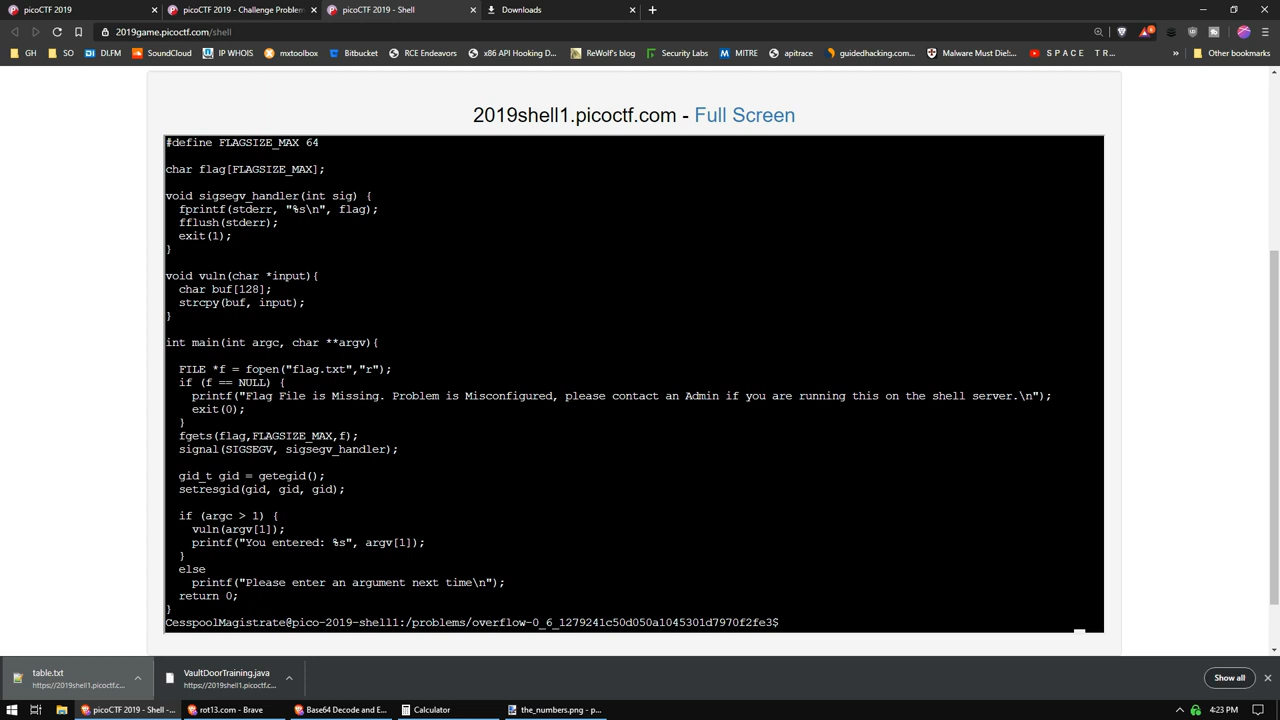 picoCTF 2019
picoCTF 2019 - Challenge Problem
picoCTF 2019 - Shell
Downloads
2019game.picoctf.com/shell
GH
SO
DLFM
SoundCloud
IP WHOIS
mxtoolbox
Bitbucket
RCE Endeavors
x86 API Hooking D...
ReWolf's blog
Security Labs
MITRE
apitrace
guidedhacking.com...
Malware Must Die!:...
S P A C E T R...
»
Other bookmarks
2019shell1.picoctf.com - Full Screen
#define FLAGSIZE_MAX 64
char flag[FLAGSIZE_MAX];
void sigsegv_handler(int sig) {
fprintf(stderr, "%s\n", flag);
fflush(stderr);
exit(1);
}
void vuln(char *input){
char buf[128];
strcpy(buf, input);
}
int main(int argc, char **argv){
FILE *f = fopen("flag.txt","r");
if (f == NULL) {
printf("Flag File is Missing. Problem is Misconfigured, please contact an Admin if you are running this on the shell server.\n");
exit(0);
}
fgets(flag,FLAGSIZE_MAX,f);
signal(SIGSEGV, sigsegv_handler);
gid_t gid = getegid();
setresgid(gid, gid, gid);
if (argc > 1) {
vuln(argv[1]);
printf("You entered: %s", argv[1]);
}
else
printf("Please enter an argument next time\n");
return 0;
}
CesspoolMagistrate@pico-2019-shell1:/problems/overflow-0_6_1279241c50d050a1045301d7970f2fe3$
table.txt
https://2019shell1.picoctf.c...
VaultDoorTraining.java
https://2019shell1.picoctf.c...
Show all
picoCTF 2019 - Shell -...
rot13.com - Brave
Base64 Decode and E...
Calculator
the_numbers.png - p...
4:23 PM